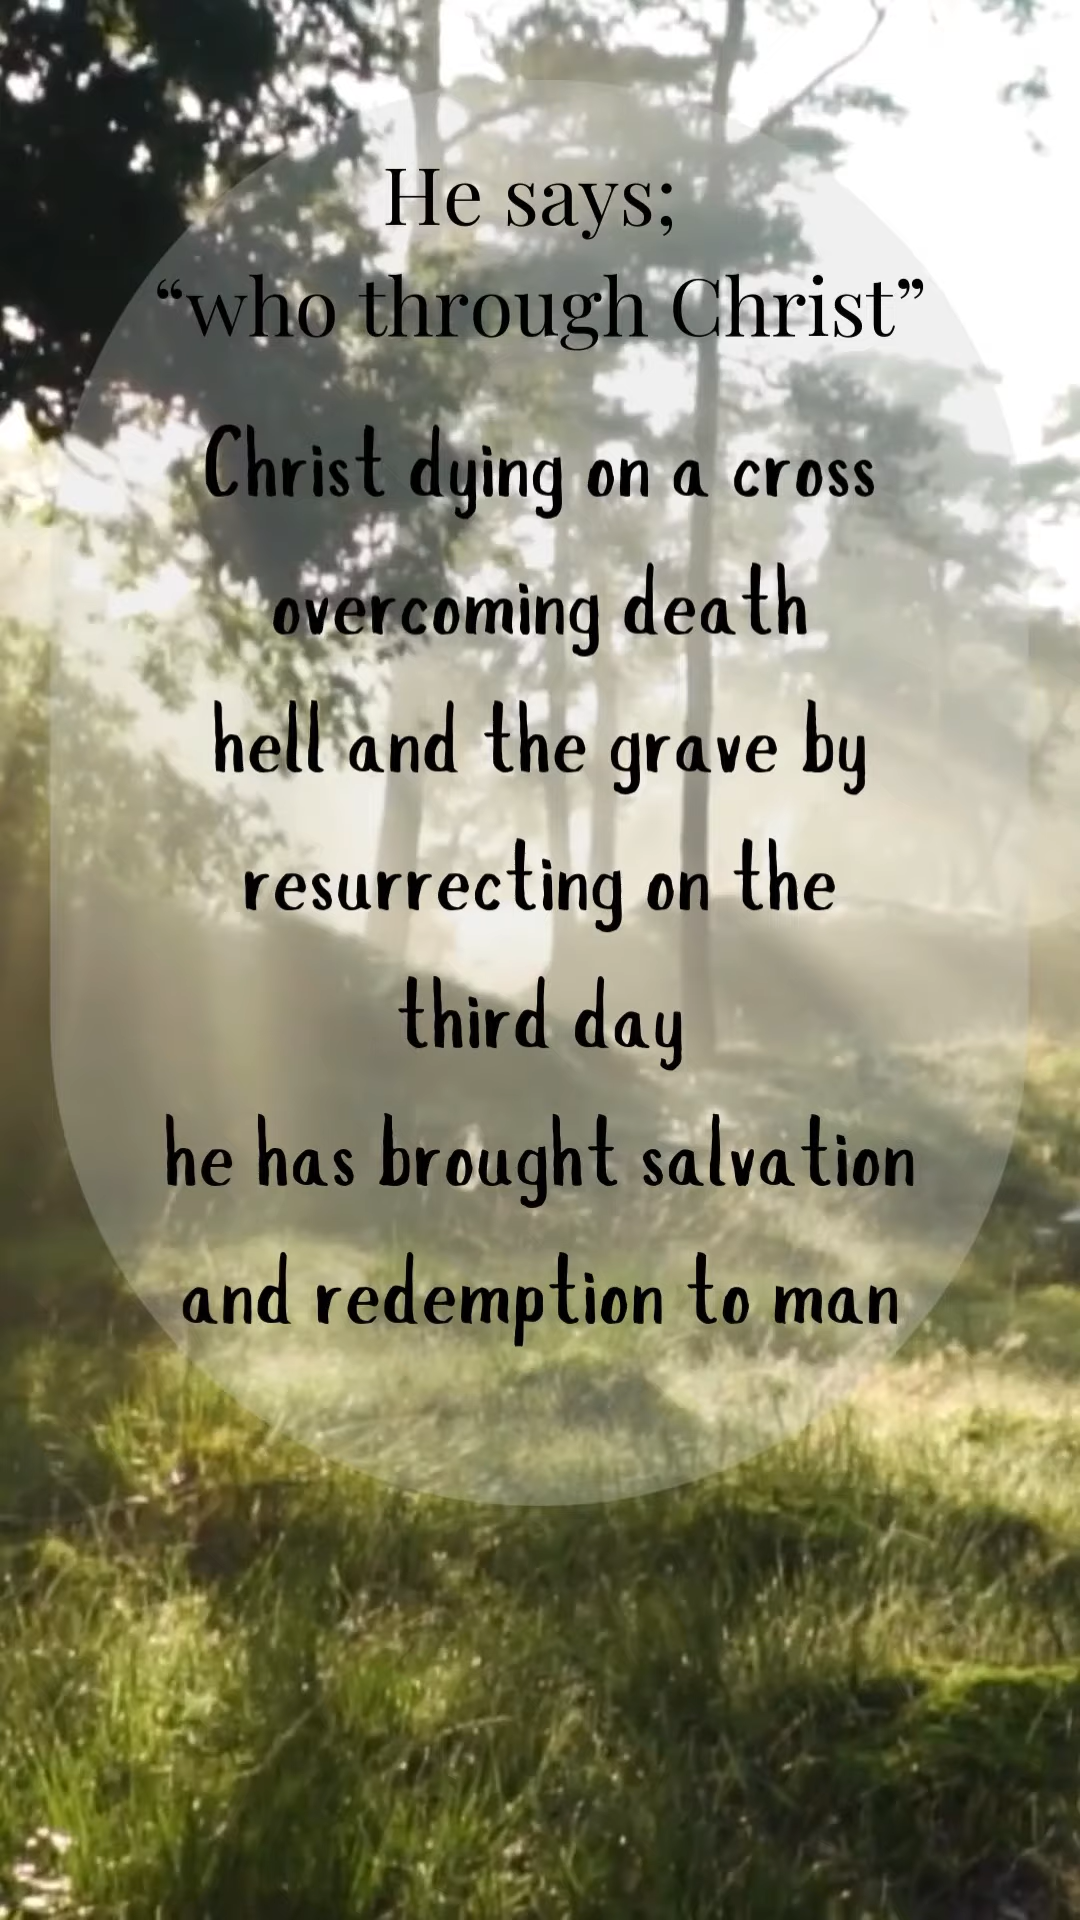 He says;
“who through Christ”
Christ dying on a cross
overcoming death
hell and the grave by
resurrecting on the
third day
he has brought salvation
and redemption to man